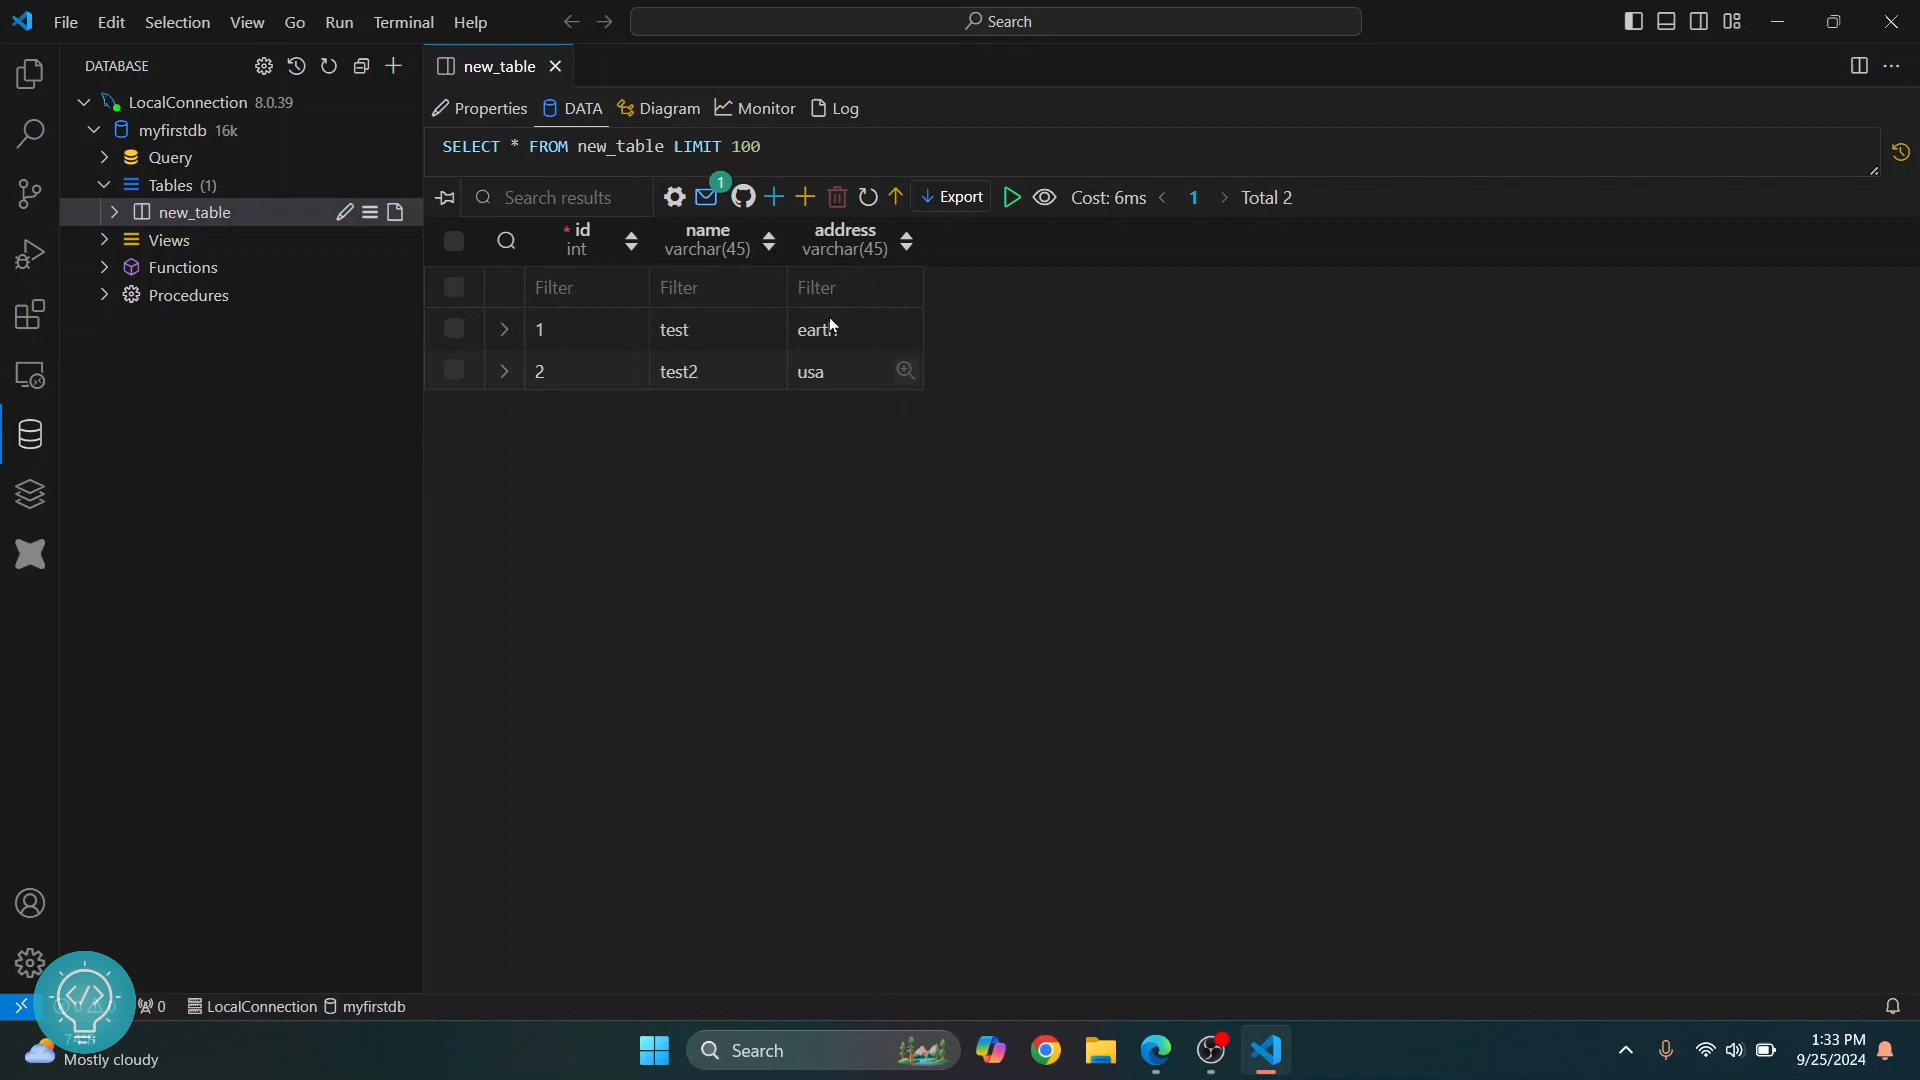 File Edit Selection View Go Run Terminal Help
Search
DATABASE
LocalConnection 8.0.39
myfirstdb 16k
Query
Tables (1)
new_table
Views
Functions
Procedures
new_table
Properties DATA Diagram Monitor Log
SELECT * FROM new_table LIMIT 100
Search results
1
Export
Cost: 6ms < 1 > Total 2
* id name address
int varchar(45) varchar(45)
Filter Filter Filter
1 test earth
2 test2 usa
0
LocalConnection myfirstdb
</>
Mostly cloudy
Search
1:33 PM
9/25/2024